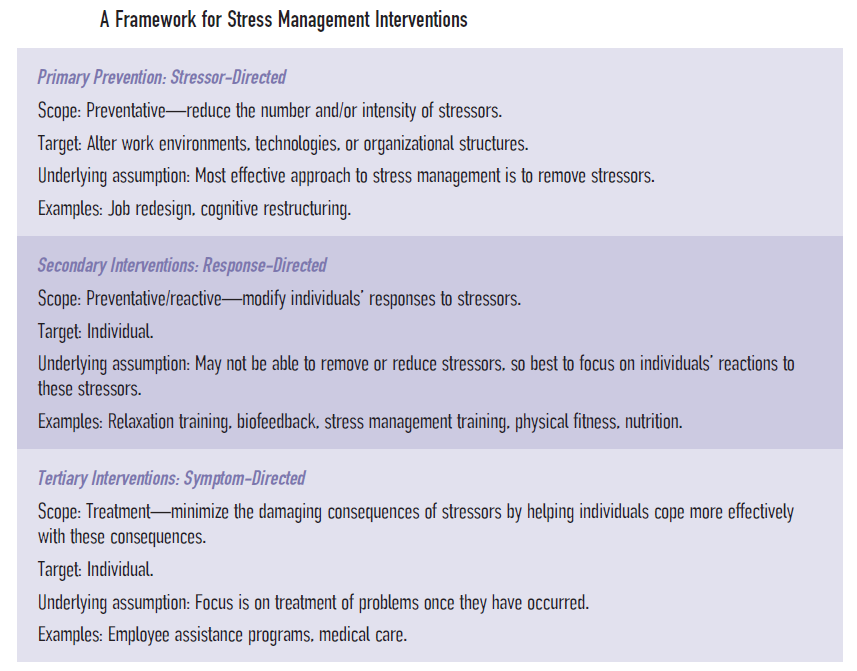 A Framework for Stress Management Interventions
Primary Prevention: Stressor-Directed
Scope: Preventative—reduce the number and/or intensity of stressors.
Target: Alter work environments, technologies, or organizational structures.
Underlying assumption: Most effective approach to stress management is to remove stressors.
Examples: Job redesign, cognitive restructuring.
Secondary Interventions: Response-Directed
Scope: Preventative/reactive—modify individuals’ responses to stressors.
Target: Individual.
Underlying assumption: May not be able to remove or reduce stressors, so best to focus on individuals’ reactions to
these stressors.
Examples: Relaxation training, biofeedback, stress management training, physical fitness, nutrition.
Tertiary Interventions: Symptom-Directed
Scope: Treatment—minimize the damaging consequences of stressors by helping individuals cope more effectively
with these consequences.
Target: Individual.
Underlying assumption: Focus is on treatment of problems once they have occurred.
Examples: Employee assistance programs, medical care.